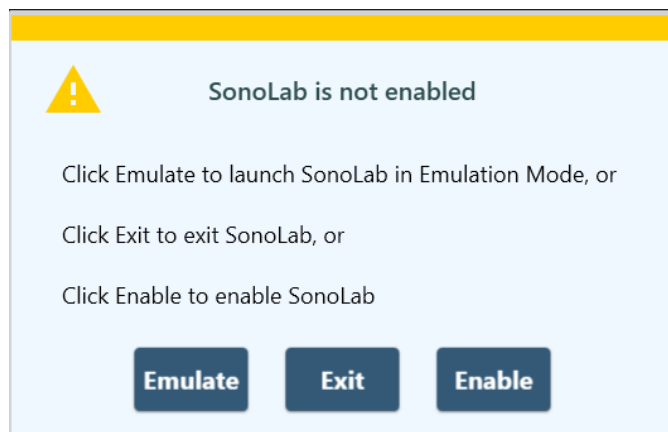 SonoLab is not enabled
Click Emulate to launch SonoLab in Emulation Mode, or
Click Exit to exit SonoLab, or
Click Enable to enable SonoLab
Emulate Exit Enable